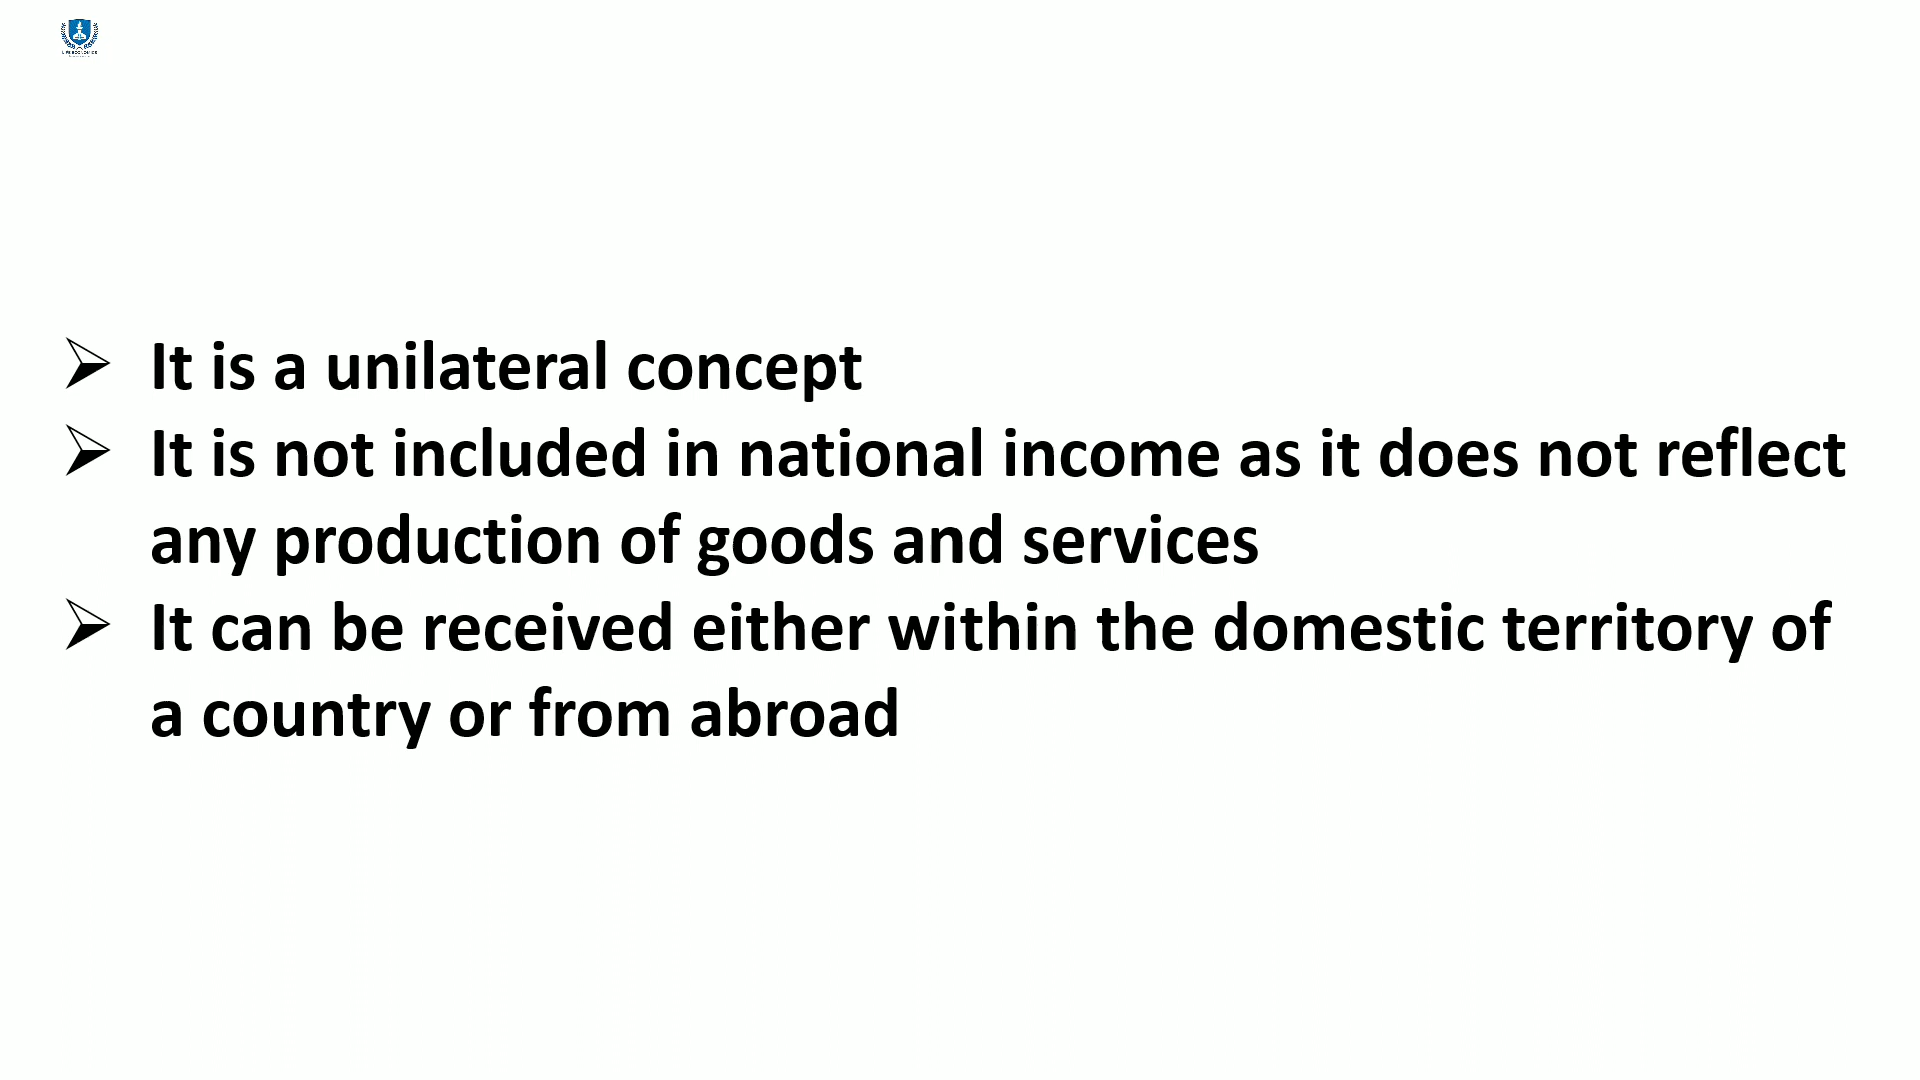 It is a unilateral concept
It is not included in national income as it does not reflect
any production of goods and services
It can be received either within the domestic territory of
a country or from abroad